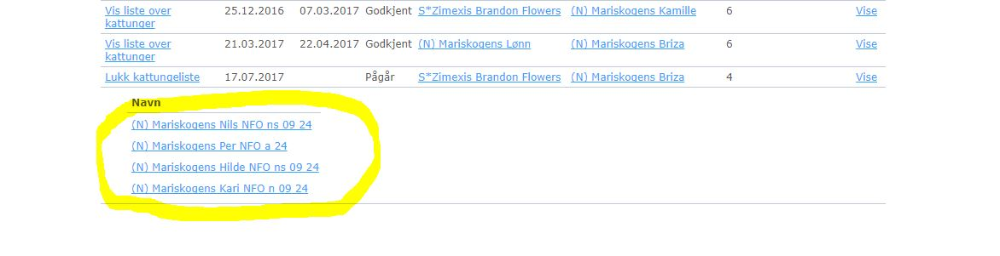 Vis liste over kattunger 25.12.2016 07.03.2017 Godkjent S*Zimexis Brandon Flowers (N) Mariskogens Kamille 6 Vise
Vis liste over kattunger 21.03.2017 22.04.2017 Godkjent (N) Mariskogens Lønn (N) Mariskogens Briza 6 Vise
Lukk kattungeliste 17.07.2017 Pågår S*Zimexis Brandon Flowers (N) Mariskogens Briza 4 Vise
Navn
(N) Mariskogens Nils NFO ns 09 24
(N) Mariskogens Per NFO a 24
(N) Mariskogens Hilde NFO ns 09 24
(N) Mariskogens Kari NFO n 09 24